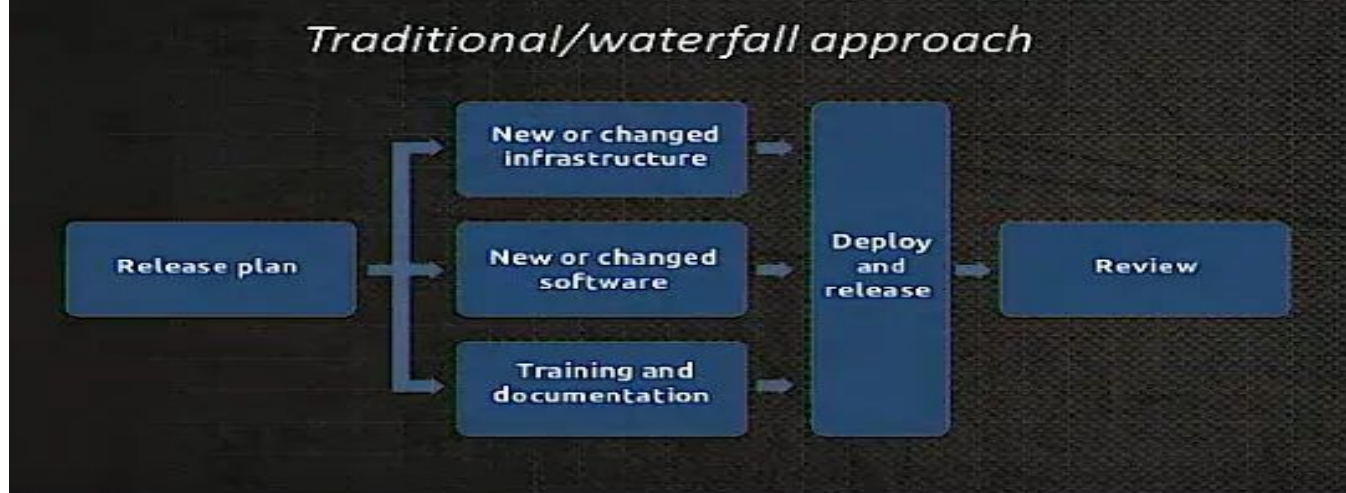 Traditional/waterfall approach
Release plan
New or changed
infrastructure
New or changed
software
Training and
documentation
Deploy
and
release
Review